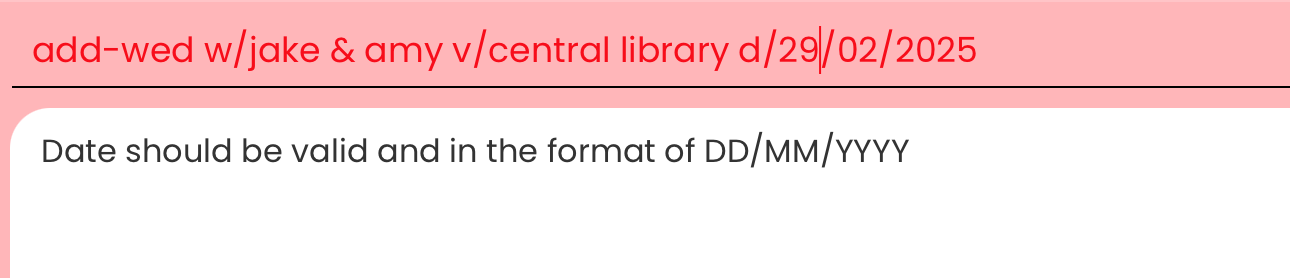 add-wed w/jake & amy v/central library d/29/02/2025
Date should be valid and in the format of DD/MM/YYYY